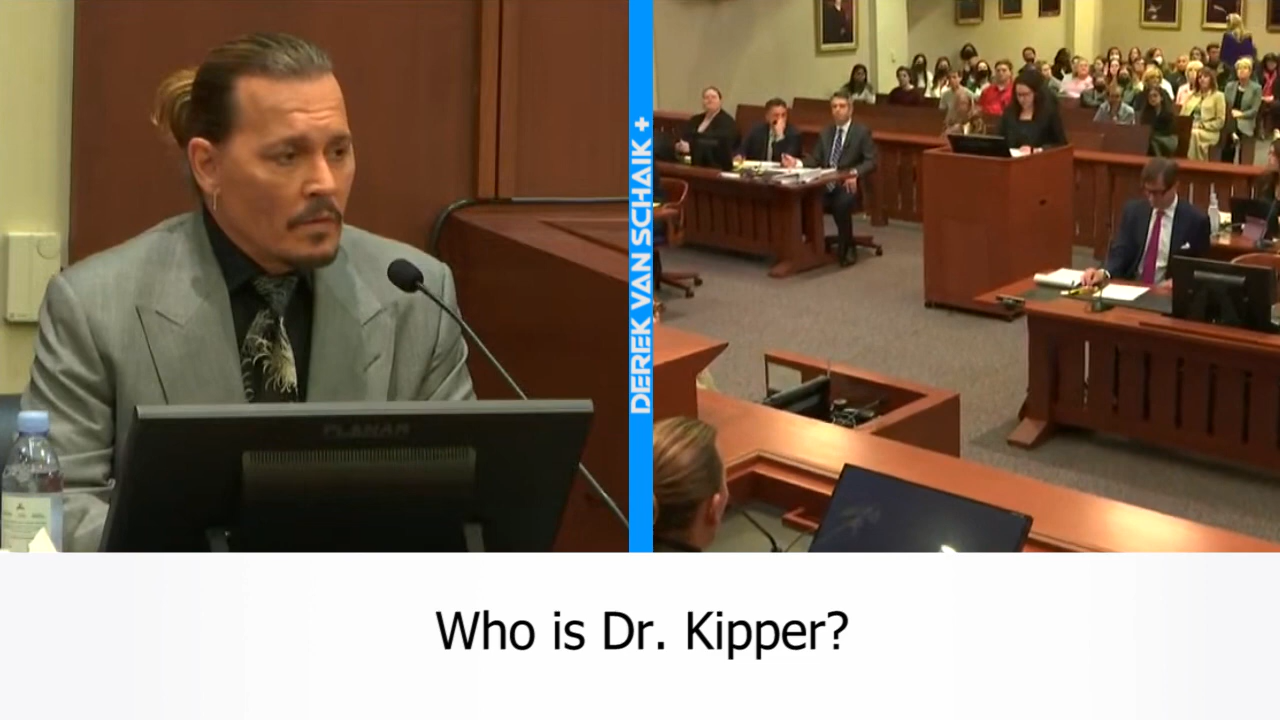 DEREK VAN SCHAIK +
PLANAR
Who is Dr. Kipper?